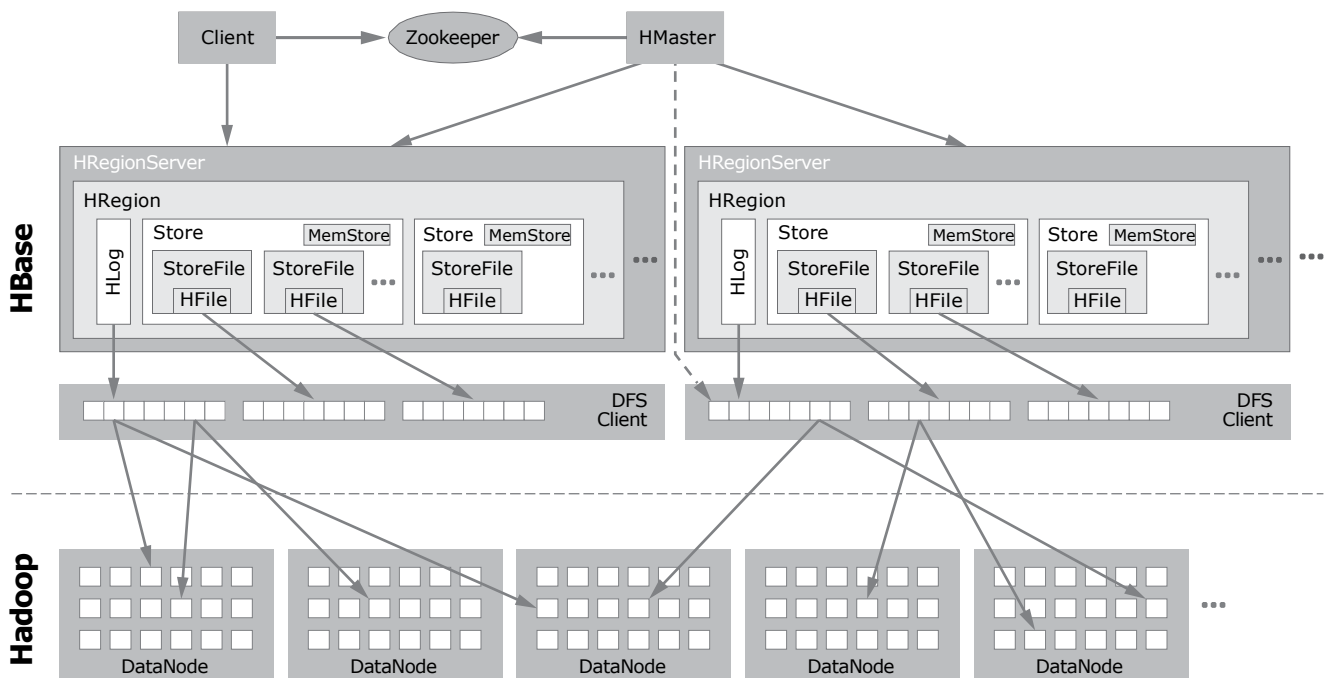 Client
Zookeeper
HMaster
HBase
HRegionServer
HRegion
HLog
Store
MemStore
StoreFile
HFile
StoreFile
HFile
...
Store
MemStore
StoreFile
HFile
...
...
HRegionServer
HRegion
HLog
Store
MemStore
StoreFile
HFile
StoreFile
HFile
...
Store
MemStore
StoreFile
HFile
...
...
...
DFS
Client
DFS
Client
Hadoop
DataNode
DataNode
DataNode
DataNode
DataNode
...